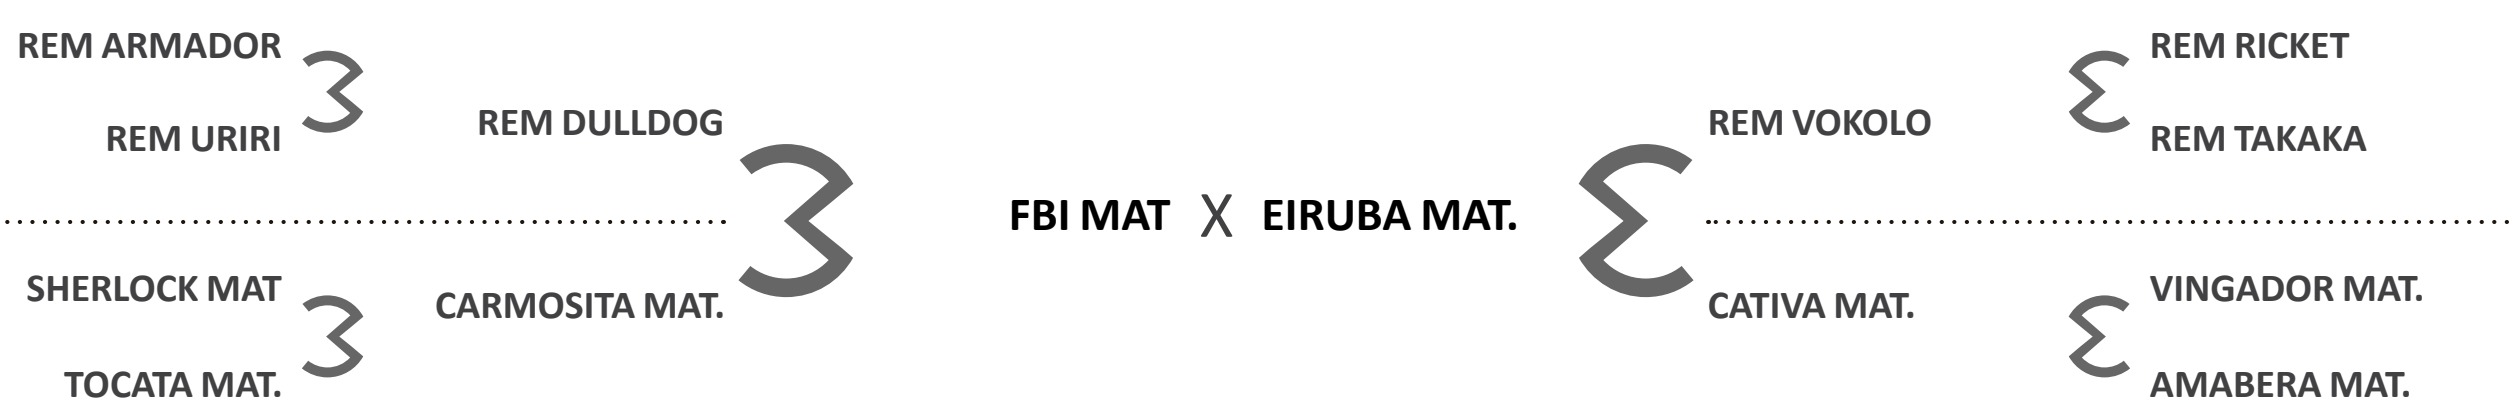 REM ARMADOR
REM URIRI
REM DULLDOG
SHERLOCK MAT
TOCATA MAT.
CARMOSITA MAT.
FBI MAT X EIRUBA MAT.
REM VOKOLO
REM RICKET
REM TAKAKA
CATIVA MAT.
VINGADOR MAT.
AMABERA MAT.